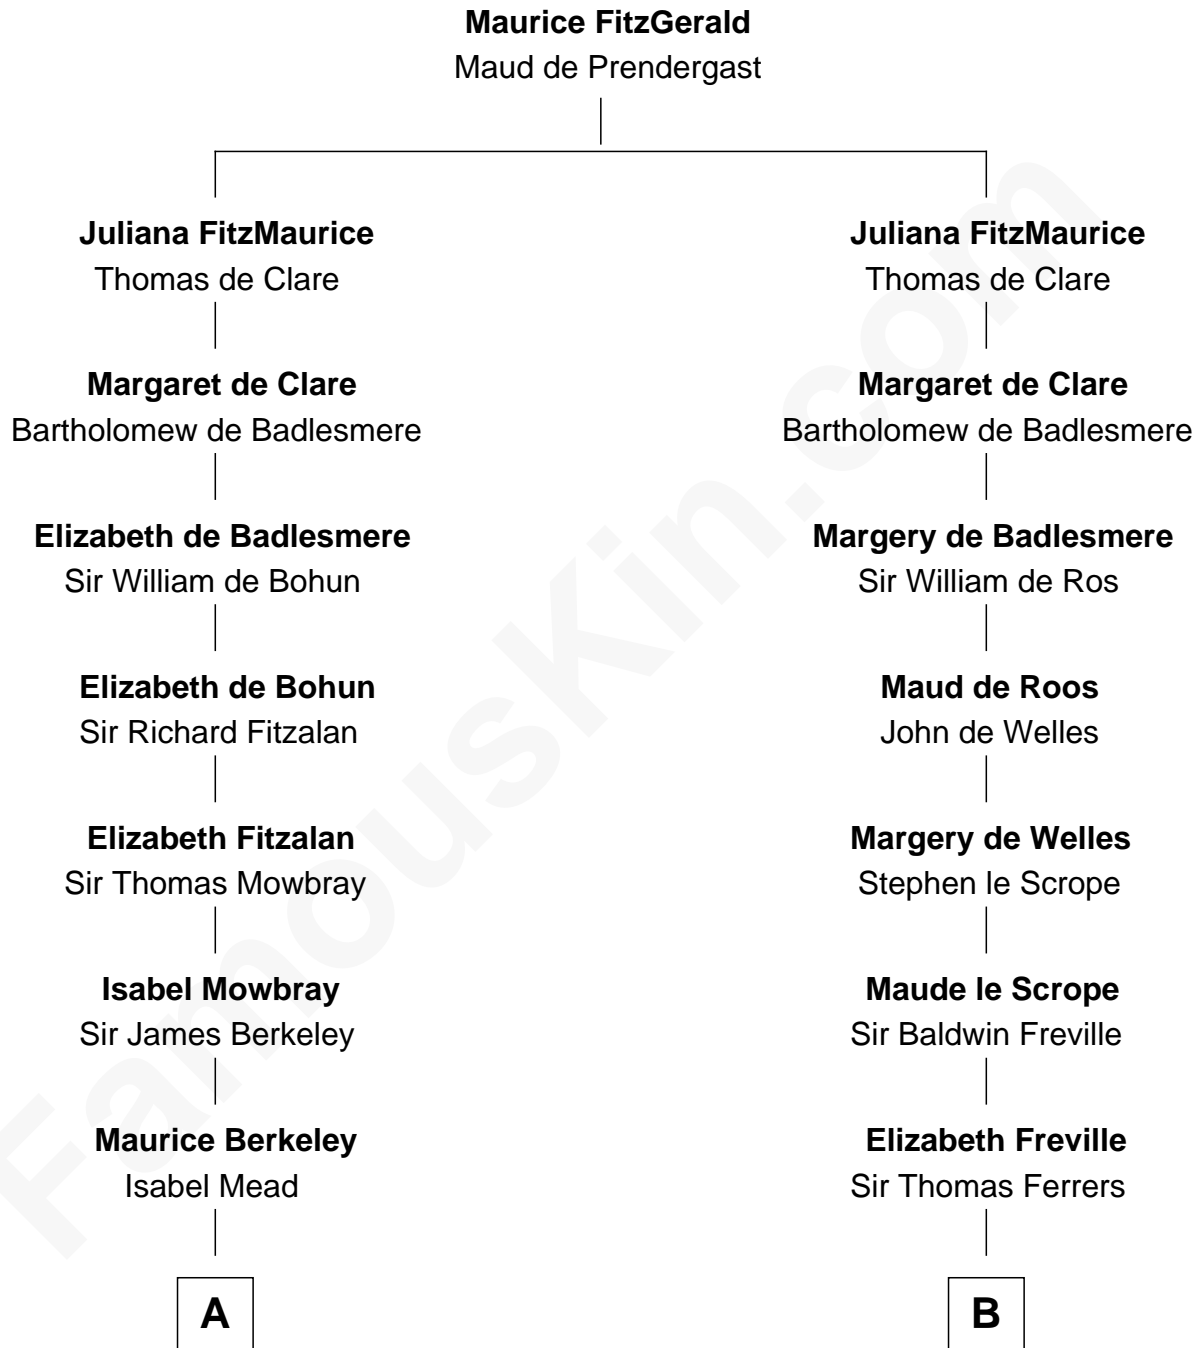 Maurice FitzGerald
Maud de Prendergast
Juliana FitzMaurice
Thomas de Clare
Margaret de Clare
Bartholomew de Badlesmere
Elizabeth de Badlesmere
Sir William de Bohun
Elizabeth de Bohun
Sir Richard Fitzalan
Elizabeth Fitzalan
Sir Thomas Mowbray
Isabel Mowbray
Sir James Berkeley
Maurice Berkeley
Isabel Mead
A
Juliana FitzMaurice
Thomas de Clare
Margaret de Clare
Bartholomew de Badlesmere
Margery de Badlesmere
Sir William de Ros
Maud de Roos
John de Welles
Margery de Welles
Stephen le Scrope
Maude le Scrope
Sir Baldwin Freville
Elizabeth Freville
Sir Thomas Ferrers
B
FamousKin.com